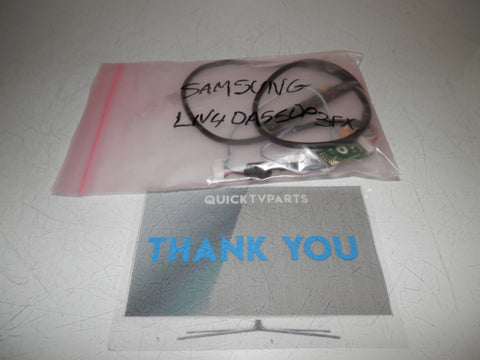 SAMSUNG
LN40A550P3FX
QUICKTVPARTS
THANK YOU